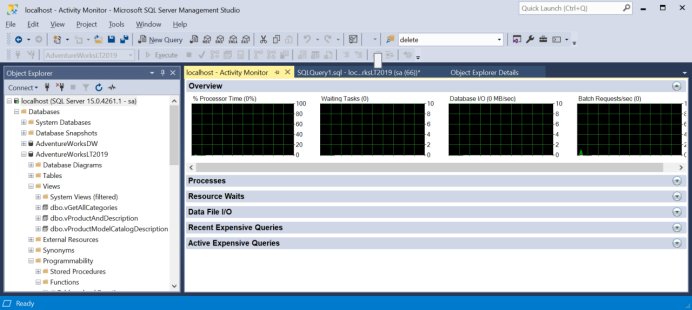 localhost - Activity Monitor - Microsoft SQL Server Management Studio
Quick Launch (Ctrl+Q)
File Edit View Project Tools Window Help
New Query
delete
AdventureWorksLT2019
Execute
Object Explorer
localhost - Activity Monitor
SQLQuery1.sql - loc...rksLT2019 (sa (66))*
Object Explorer Details
Connect
localhost (SQL Server 15.0.4261.1 - sa)
Databases
System Databases
Database Snapshots
AdventureWorksDW
AdventureWorksLT2019
Database Diagrams
Tables
Views
System Views (filtered)
dbo.vGetAllCategories
dbo.vProductAndDescription
dbo.vProductModelCatalogDescription
External Resources
Synonyms
Programmability
Stored Procedures
Functions
Overview
% Processor Time (0%)
100
80
60
40
20
0
Waiting Tasks (0)
10
8
6
4
2
0
Database I/O (0 MB/sec)
10
8
6
4
2
0
Batch Requests/sec (0)
Processes
Resource Waits
Data File I/O
Recent Expensive Queries
Active Expensive Queries
Ready